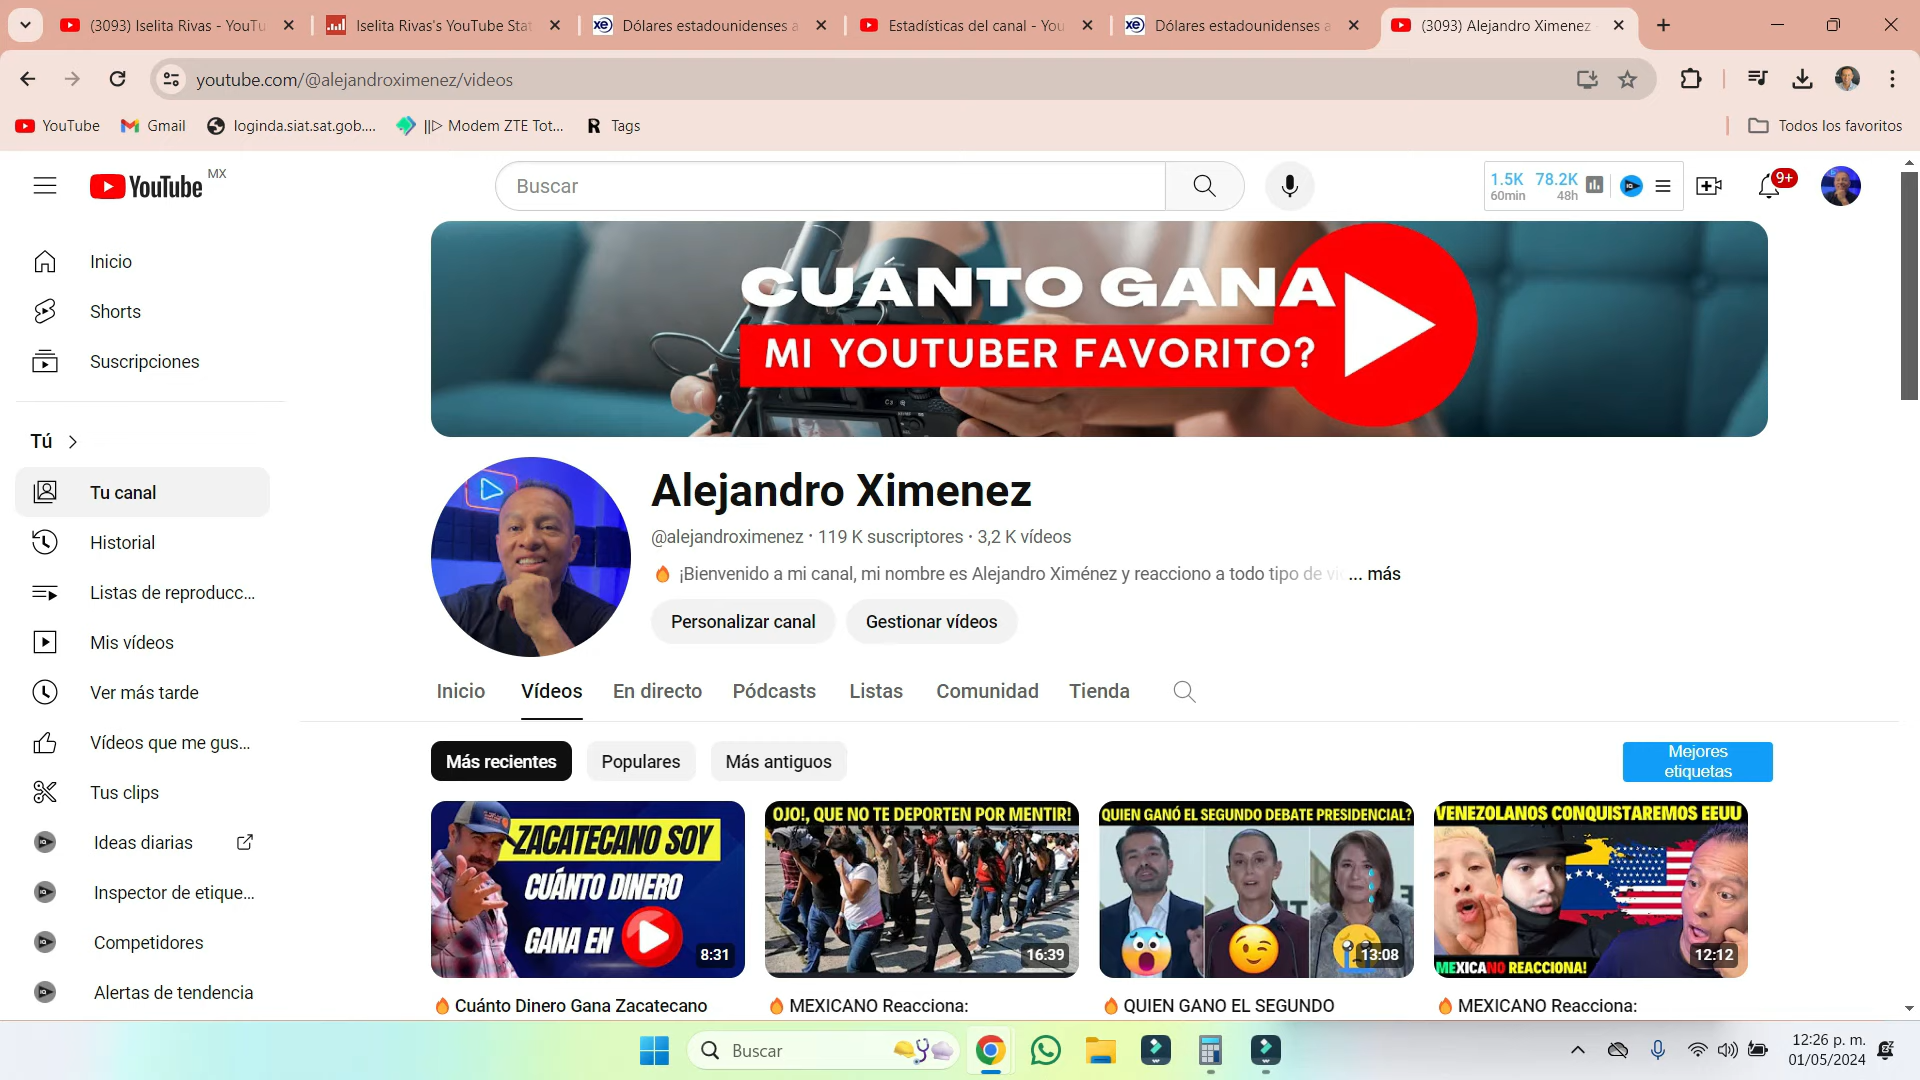 (3093) Iselita Rivas - YouTu
Iselita Rivas's YouTube Stat
Dólares estadounidenses a
Estadísticas del canal - You
Dólares estadounidenses a
(3093) Alejandro Ximenez
youtube.com/@alejandroximenez/videos
YouTube
Gmail
loginda.siat.sat.gob....
||▷ Modem ZTE Tot...
Tags
Todos los favoritos
YouTube MX
Buscar
1.5K 78.2K
60min 48h
9+
Inicio
Shorts
Suscripciones
Tú
Tu canal
Historial
Listas de reproducc...
Mis vídeos
Ver más tarde
Vídeos que me gus...
Tus clips
Ideas diarias
Inspector de etique...
Competidores
Alertas de tendencia
CUÁNTO GANA
MI YOUTUBER FAVORITO?
Alejandro Ximenez
@alejandroximenez · 119 K suscriptores · 3,2 K vídeos
🔥 ¡Bienvenido a mi canal, mi nombre es Alejandro Ximénez y reacciono a todo tipo de vi... más
Personalizar canal
Gestionar vídeos
Inicio
Vídeos
En directo
Pódcasts
Listas
Comunidad
Tienda
Más recientes
Populares
Más antiguos
Mejores
etiquetas
ZACATECANO SOY
CUÁNTO DINERO
GANA EN
8:31
OJO!, QUE NO TE DEPORTEN POR MENTIR!
16:39
QUIEN GANÓ EL SEGUNDO DEBATE PRESIDENCIAL?
13:08
VENEZOLANOS CONQUISTAREMOS EEUU
MEXICANO REACCIONA!
12:12
🔥 Cuánto Dinero Gana Zacatecano
🔥 MEXICANO Reacciona:
🔥 QUIEN GANO EL SEGUNDO
🔥 MEXICANO Reacciona:
Buscar
12:26 p. m.
01/05/2024